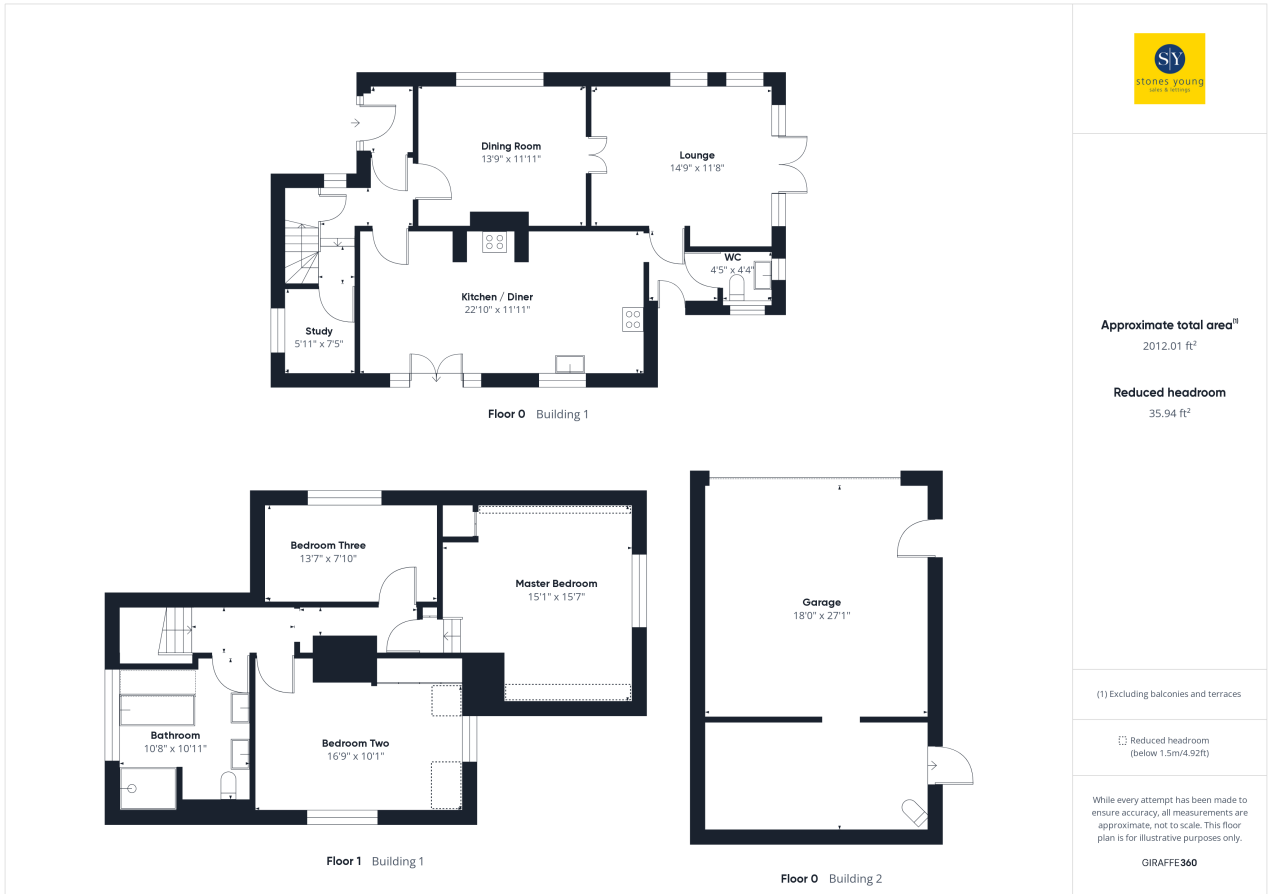 Dining Room
13'9" x 11'11"
Lounge
14'9" x 11'8"
WC
4'5" x 4'4"
Kitchen / Diner
22'10" x 11'11"
Study
5'11" x 7'5"
Floor 0 Building 1
Bedroom Three
13'7" x 7'10"
Master Bedroom
15'1" x 15'7"
Bathroom
10'8" x 10'11"
Bedroom Two
16'9" x 10'1"
Floor 1 Building 1
Garage
18'0" x 27'1"
Floor 0 Building 2
S|Y
stones young
sales & lettings
Approximate total area(1)
2012.01 ft²
Reduced headroom
35.94 ft²
(1) Excluding balconies and terraces
Reduced headroom
(below 1.5m/4.92ft)
While every attempt has been made to
ensure accuracy, all measurements are
approximate, not to scale. This floor
plan is for illustrative purposes only.
GIRAFFE360